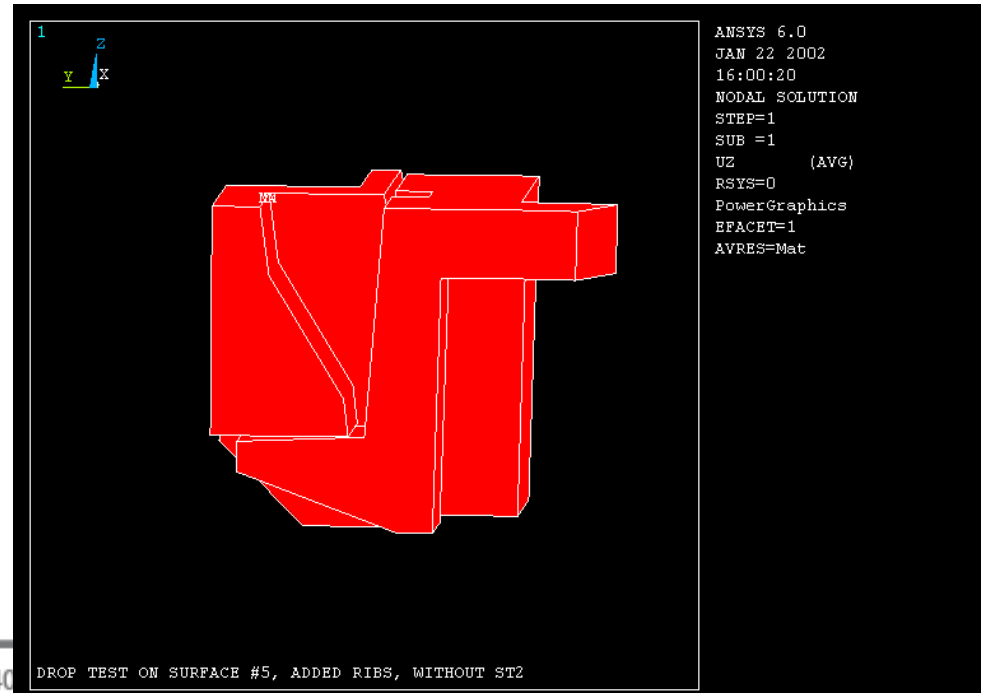 1
Z
Y X
ANSYS 6.0
JAN 22 2002
16:00:20
NODAL SOLUTION
STEP=1
SUB =1
UZ (AVG)
RSYS=0
PowerGraphics
EFACET=1
AVRES=Mat
DROP TEST ON SURFACE #5, ADDED RIBS, WITHOUT ST2